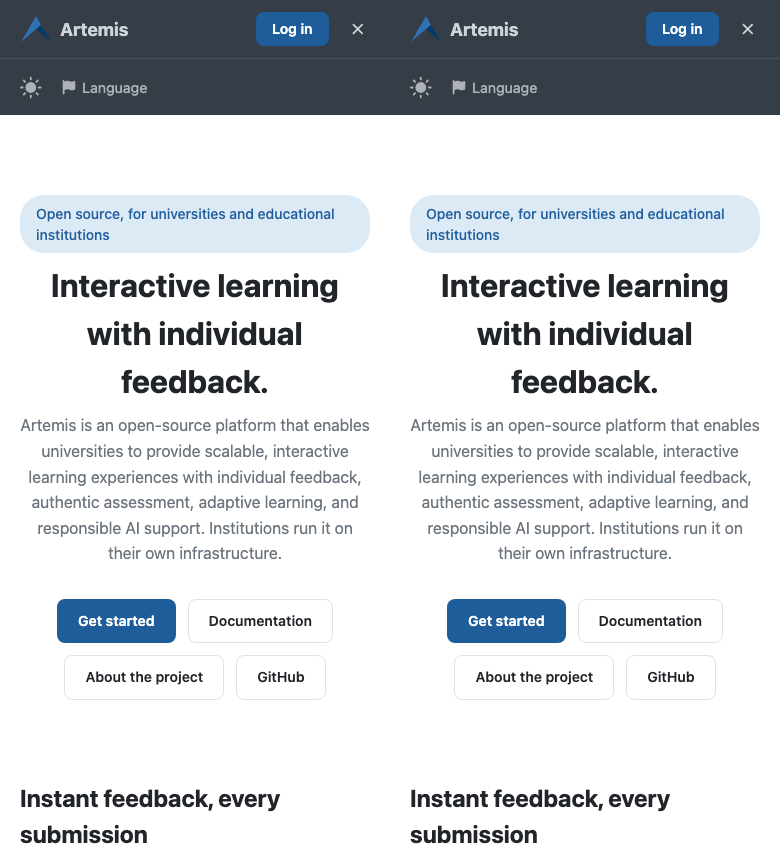 Artemis Log in
Language
Open source, for universities and educational
institutions
Interactive learning
with individual
feedback.
Artemis is an open-source platform that enables
universities to provide scalable, interactive
learning experiences with individual feedback,
authentic assessment, adaptive learning, and
responsible AI support. Institutions run it on
their own infrastructure.
Get started Documentation
About the project GitHub
Instant feedback, every
submission
Artemis Log in
Language
Open source, for universities and educational
institutions
Interactive learning
with individual
feedback.
Artemis is an open-source platform that enables
universities to provide scalable, interactive
learning experiences with individual feedback,
authentic assessment, adaptive learning, and
responsible AI support. Institutions run it on
their own infrastructure.
Get started Documentation
About the project GitHub
Instant feedback, every
submission